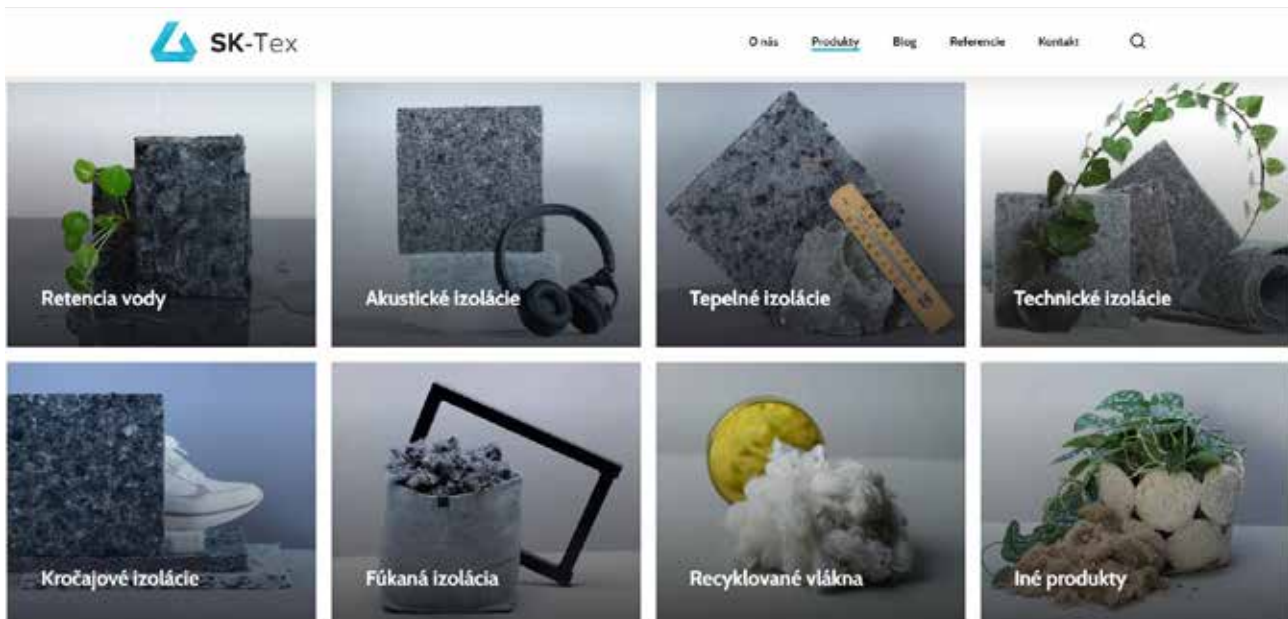 SK-Tex
O nás
Produkty
Blog
Referencie
Kontakt
Retencia vody
Akustické izolácie
Tepelné izolácie
Technické izolácie
Kročajové izolácie
Fúkaná izolácia
Recyklované vlákna
Iné produkty